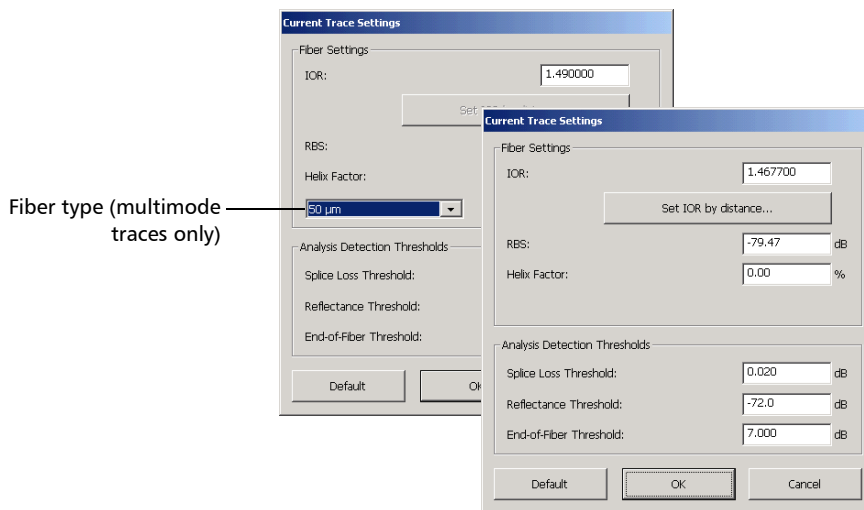 Current Trace Settings
Fiber Settings
IOR:
1.490000
Set
RBS:
Helix Factor:
50 µm
Analysis Detection Thresholds
Splice Loss Threshold:
Reflectance Threshold:
End-of-Fiber Threshold:
Default
Fiber type (multimode
traces only)
Current Trace Settings
Fiber Settings
IOR:
1.467700
Set IOR by distance...
RBS:
-79.47
dB
Helix Factor:
0.00
%
Analysis Detection Thresholds
Splice Loss Threshold:
0.020
dB
Reflectance Threshold:
-72.0
dB
End-of-Fiber Threshold:
7.000
dB
Default
OK
Cancel